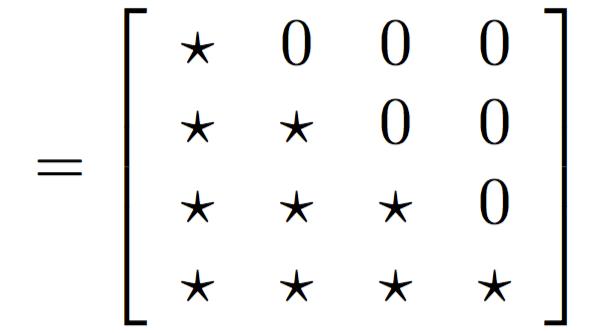 ⋆ 0 0 0
⋆ ⋆ 0 0
= ⋆ ⋆ ⋆ 0
⋆ ⋆ ⋆ ⋆